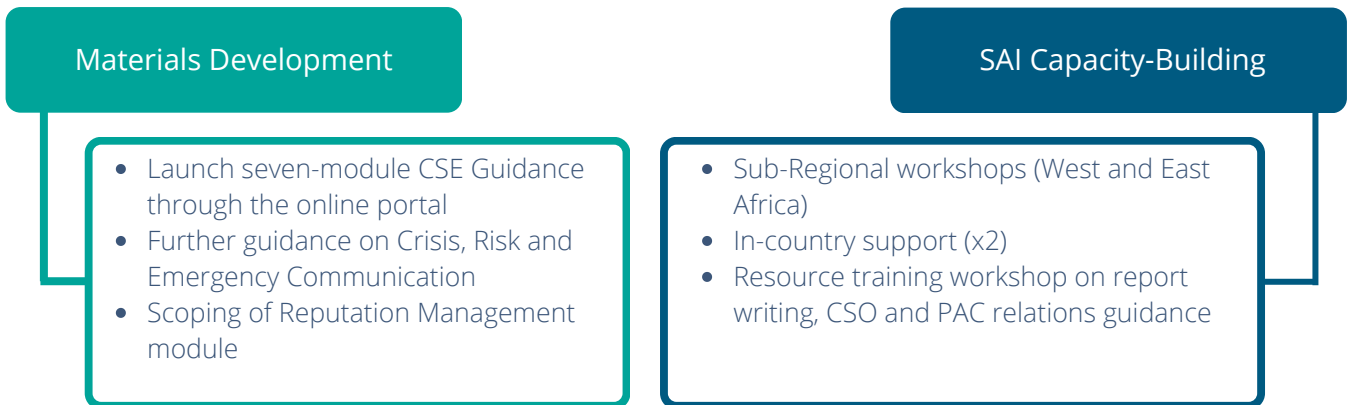 Materials Development
• Launch seven-module CSE Guidance
through the online portal
• Further guidance on Crisis, Risk and
Emergency Communication
• Scoping of Reputation Management
module
SAI Capacity-Building
• Sub-Regional workshops (West and East
Africa)
• In-country support (x2)
• Resource training workshop on report
writing, CSO and PAC relations guidance